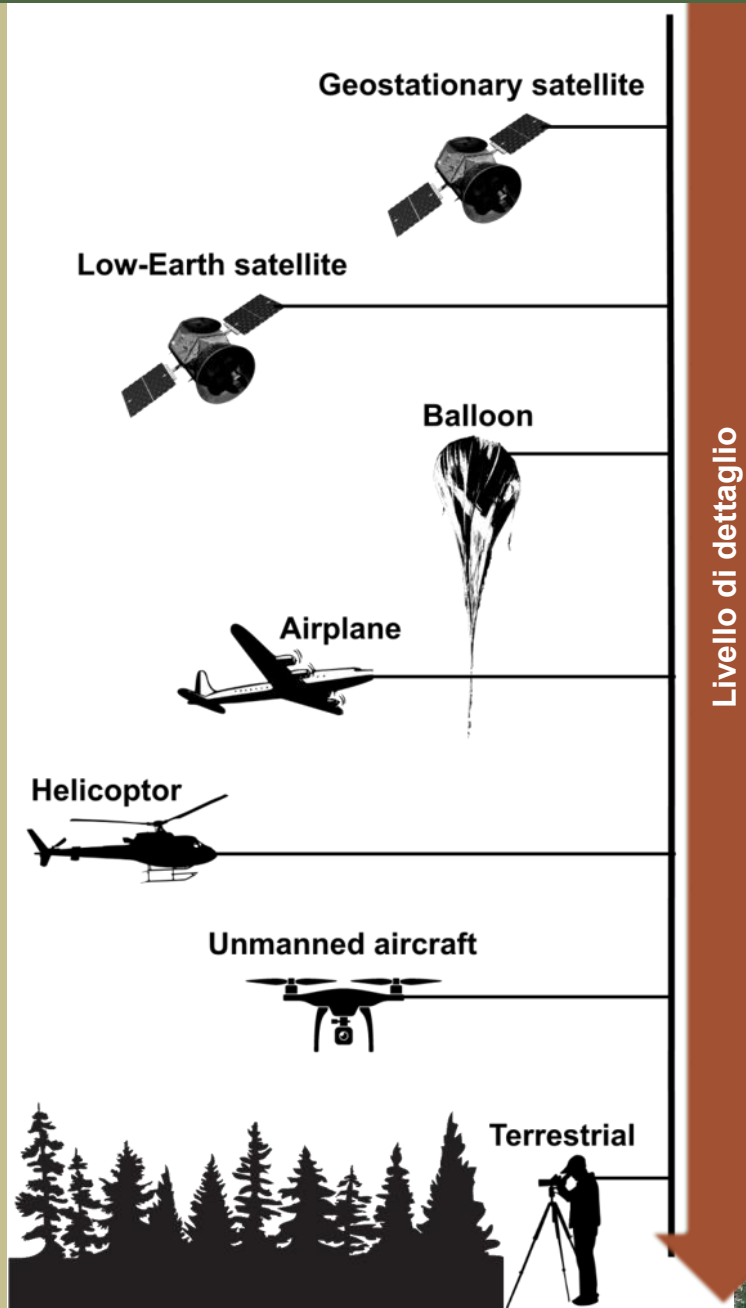 Geostationary satellite
Low-Earth satellite
Balloon
Airplane
Helicoptor
Unmanned aircraft
Terrestrial
Livello di dettaglio